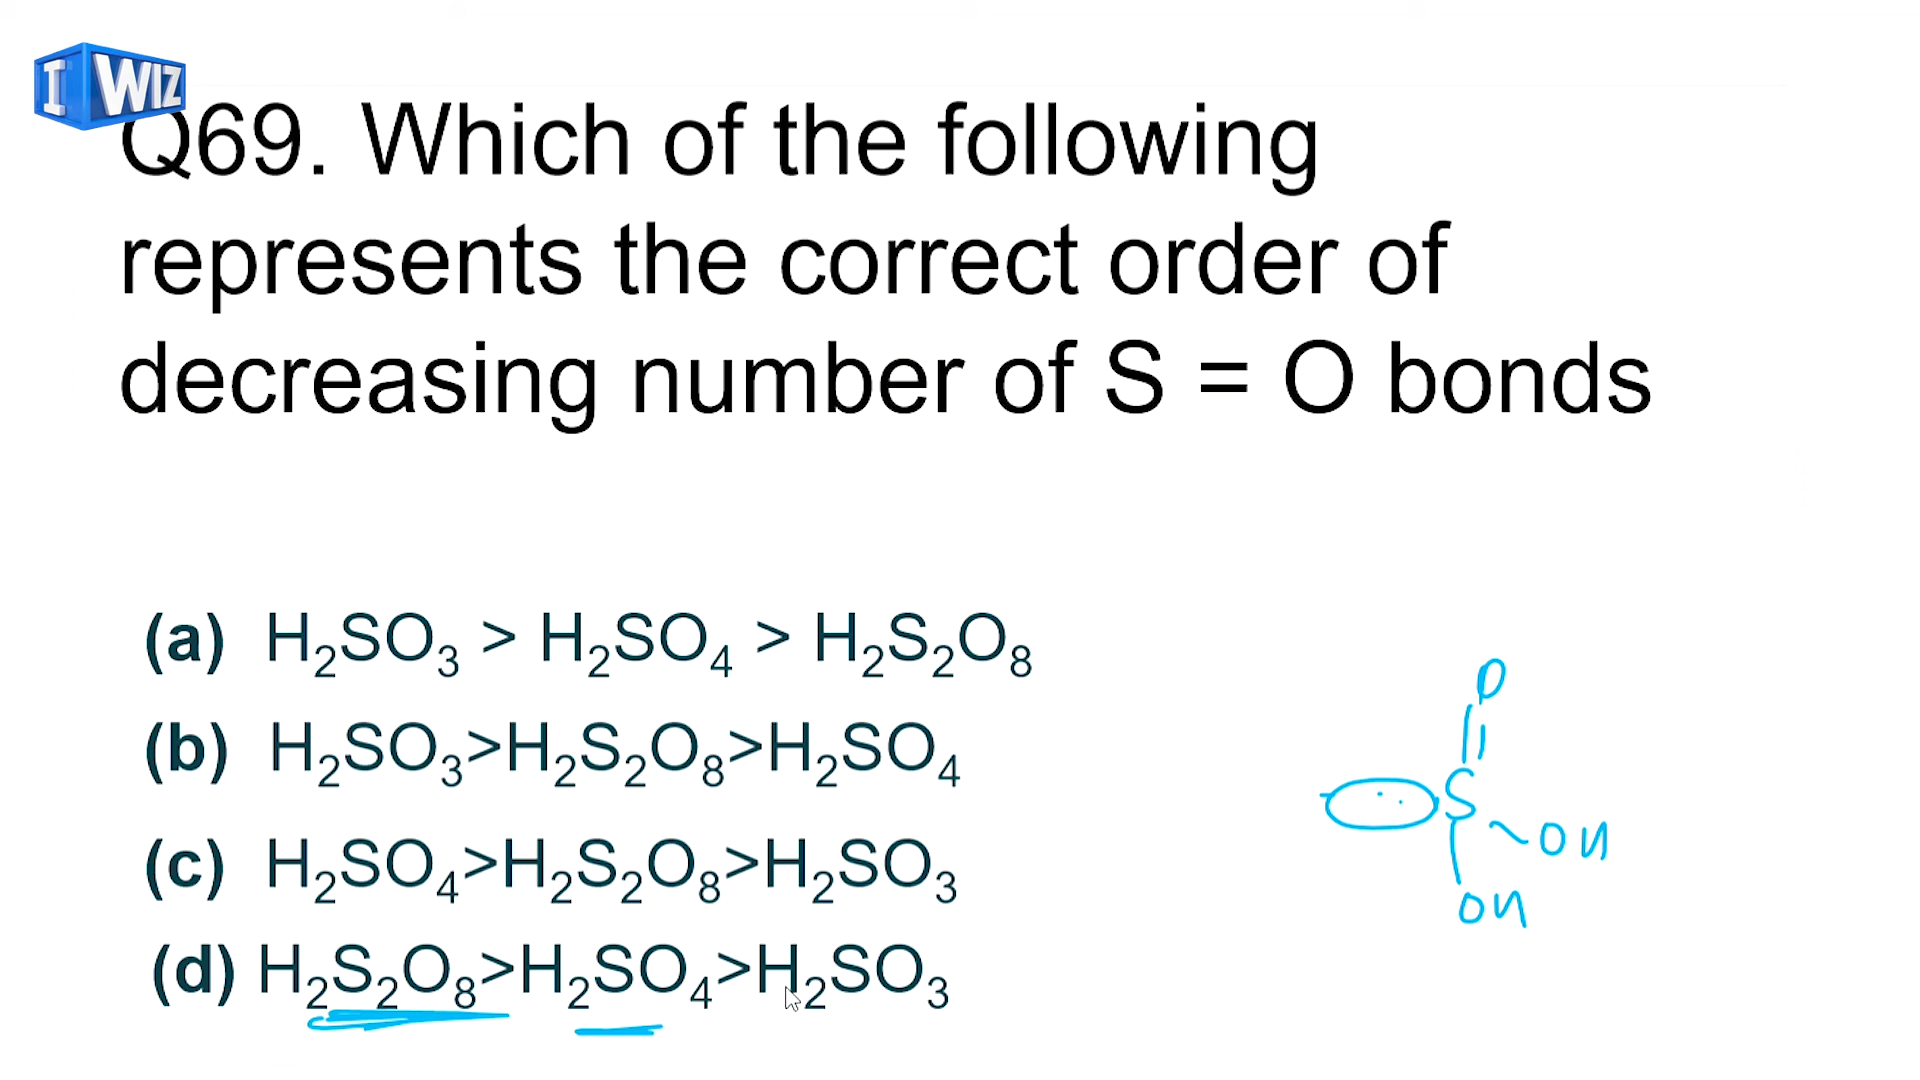 I WIZ
Q69. Which of the following
represents the correct order of
decreasing number of S = O bonds
(a) H₂SO₃ > H₂SO₄ > H₂S₂O₈
(b) H₂SO₃>H₂S₂O₈>H₂SO₄
(c) H₂SO₄>H₂S₂O₈>H₂SO₃
(d) H₂S₂O₈>H₂SO₄>H₂SO₃
O
S
OH
OH